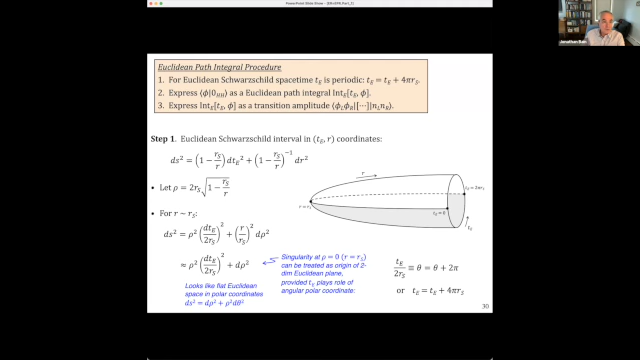 PowerPoint Slide Show - [ER=EPR_Part_7]
Jonathan Bain
Euclidean Path Integral Procedure
1. For Euclidean Schwarzschild spacetime t_E is periodic: t_E = t_E + 4πr_S.
2. Express ⟨ϕ|0_HH⟩ as a Euclidean path integral Int_E[t_E, ϕ].
3. Express Int_E[t_E, ϕ] as a transition amplitude ⟨ϕ_Lϕ_R|[⋯]|n_Ln_R⟩.
Step 1. Euclidean Schwarzschild interval in (t_E, r) coordinates:
ds² = (1 − r_S/r) dt_E² + (1 − r_S/r)⁻¹ dr²
• Let ρ = 2r_S √(1 − r_S/r)
• For r ~ r_S:
ds² = ρ² (dt_E/2r_S)² + (r/r_S)² dρ²
≈ ρ² (dt_E/2r_S)² + dρ²
Looks like flat Euclidean
space in polar coordinates
ds² = dρ² + ρ²dθ²
Singularity at ρ = 0 (r = r_S)
can be treated as origin of 2-
dim Euclidean plane,
provided t_E plays role of
angular polar coordinate:
r
r = r_S
t_E = 2πr_S
t_E = 0
t_E
t_E/2r_S ≡ θ = θ + 2π
or t_E = t_E + 4πr_S
30